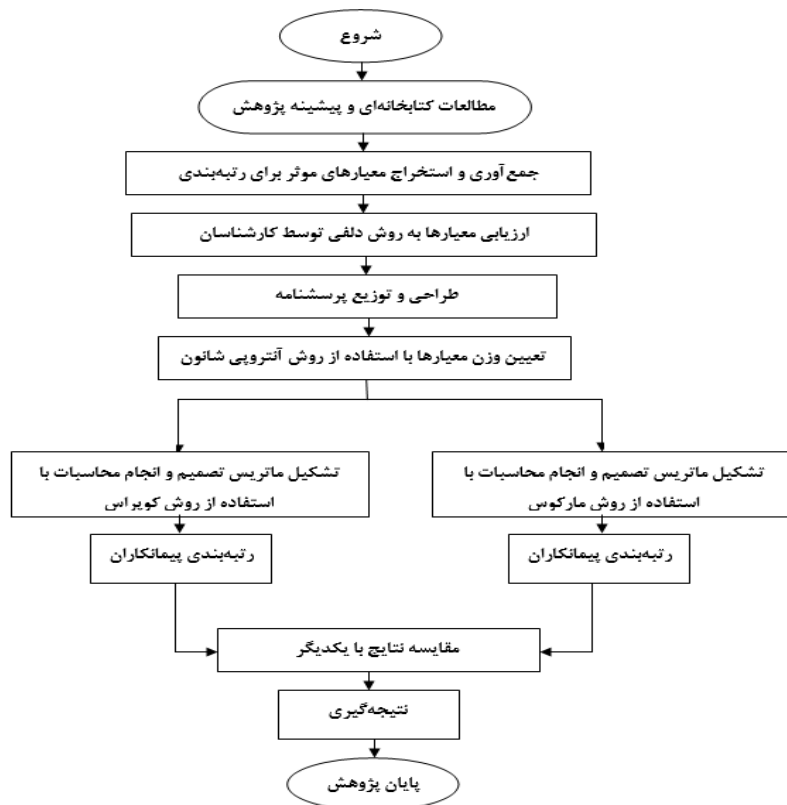 شروع
مطالعات کتابخانه‌ای و پیشینه پژوهش
جمع‌آوری و استخراج معیارهای موثر برای رتبه‌بندی
ارزیابی معیارها به روش دلفی توسط کارشناسان
طراحی و توزیع پرسشنامه
تعیین وزن معیارها با استفاده از روش آنتروپی شانون
تشکیل ماتریس تصمیم و انجام محاسبات با
استفاده از روش مارکوس
تشکیل ماتریس تصمیم و انجام محاسبات با
استفاده از روش کوپراس
رتبه‌بندی پیمانکاران
رتبه‌بندی پیمانکاران
مقایسه نتایج با یکدیگر
نتیجه‌گیری
پایان پژوهش